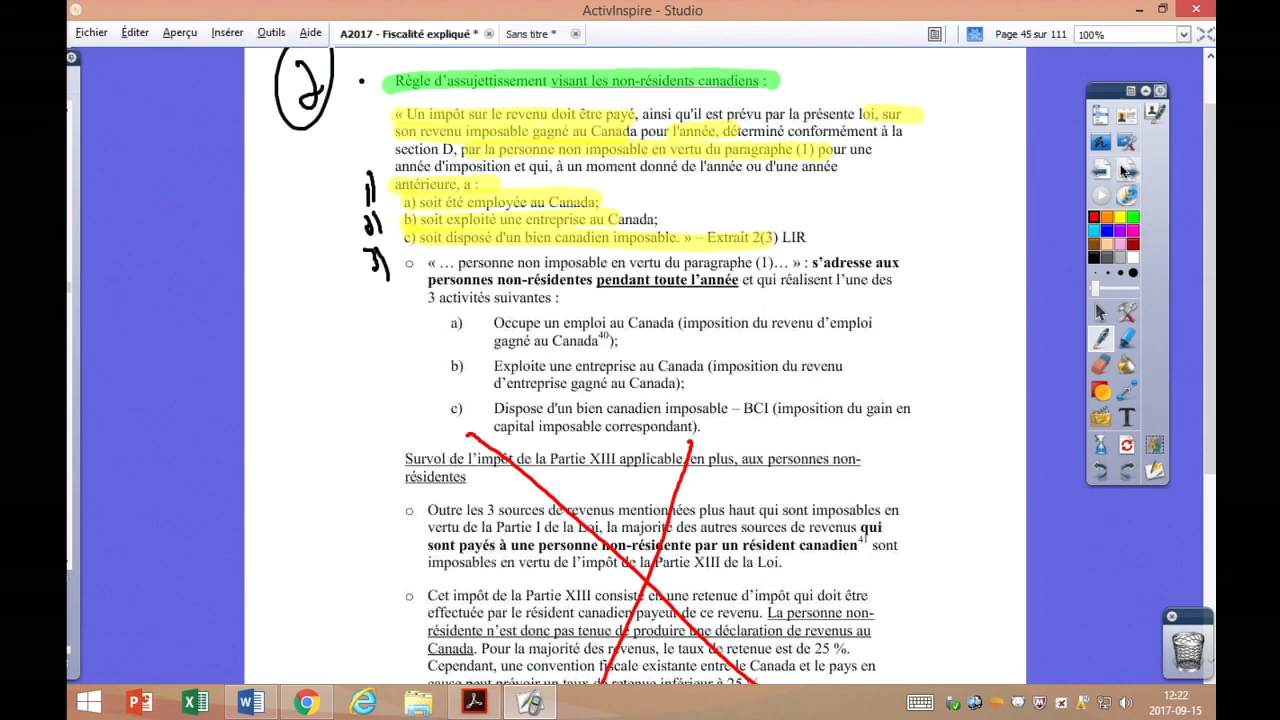 ActivInspire - Studio
Fichier Éditer Aperçu Insérer Outils Aide A2017 - Fiscalité expliqué * Sans titre * Page 45 sur 111 100%
2
• Règle d'assujettissement visant les non-résidents canadiens :
« Un impôt sur le revenu doit être payé, ainsi qu'il est prévu par la présente loi, sur
son revenu imposable gagné au Canada pour l'année, déterminé conformément à la
section D, par la personne non imposable en vertu du paragraphe (1) pour une
année d'imposition et qui, à un moment donné de l'année ou d'une année
antérieure, a :
1) a) soit été employée au Canada;
2) b) soit exploité une entreprise au Canada;
c) soit disposé d'un bien canadien imposable. » – Extrait 2(3) LIR
3) o « … personne non imposable en vertu du paragraphe (1)… » : s'adresse aux
personnes non-résidentes pendant toute l'année et qui réalisent l'une des
3 activités suivantes :
a) Occupe un emploi au Canada (imposition du revenu d'emploi
gagné au Canada40);
b) Exploite une entreprise au Canada (imposition du revenu
d'entreprise gagné au Canada);
c) Dispose d'un bien canadien imposable – BCI (imposition du gain en
capital imposable correspondant).
Survol de l'impôt de la Partie XIII applicable, en plus, aux personnes non-
résidentes
o Outre les 3 sources de revenus mentionnées plus haut qui sont imposables en
vertu de la Partie I de la Loi, la majorité des autres sources de revenus qui
sont payés à une personne non-résidente par un résident canadien41 sont
imposables en vertu de l'impôt de la Partie XIII de la Loi.
o Cet impôt de la Partie XIII consiste en une retenue d'impôt qui doit être
effectuée par le résident canadien payeur de ce revenu. La personne non-
résidente n'est donc pas tenue de produire une déclaration de revenus au
Canada. Pour la majorité des revenus, le taux de retenue est de 25 %.
Cependant, une convention fiscale existante entre le Canada et le pays en
cause peut prévoir un taux de retenue inférieur à 25 %
12:22
2017-09-15